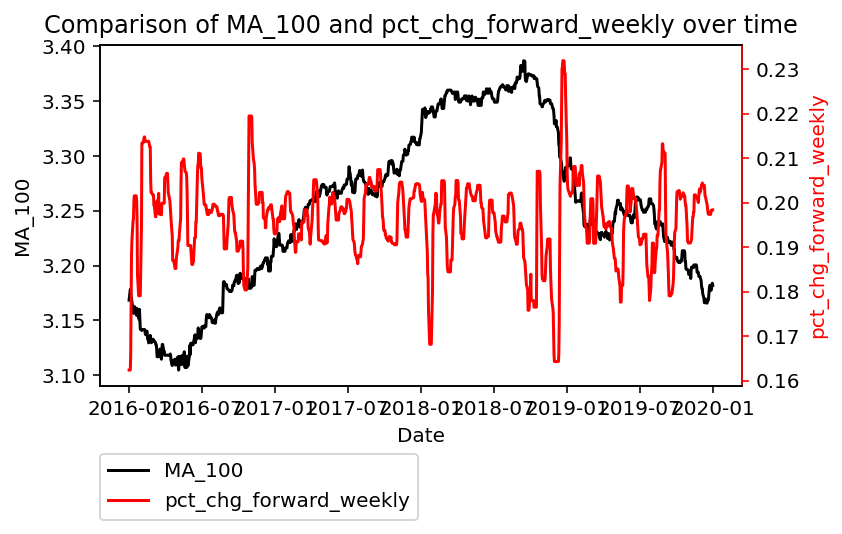 Comparison of MA_100 and pct_chg_forward_weekly over time
3.40
3.35
3.30
3.25
3.20
3.15
3.10
MA_100
0.23
0.22
0.21
0.20
0.19
0.18
0.17
0.16
pct_chg_forward_weekly
2016-01 2016-07 2017-01 2017-07 2018-01 2018-07 2019-01 2019-07 2020-01
Date
MA_100
pct_chg_forward_weekly